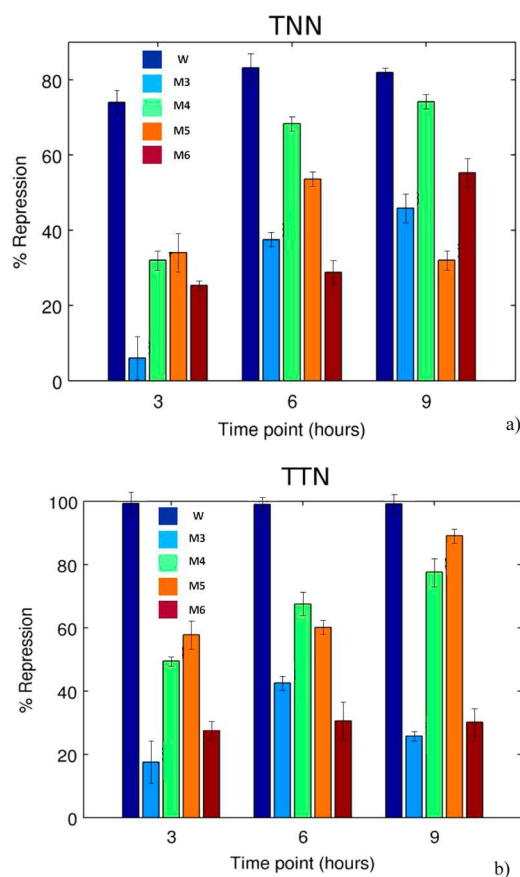 TNN
80
60
40
20
0
% Repression
W
M3
M4
M5
M6
3 6 9
Time point (hours)
a)
TTN
100
80
60
40
20
0
% Repression
W
M3
M4
M5
M6
3 6 9
Time point (hours)
b)